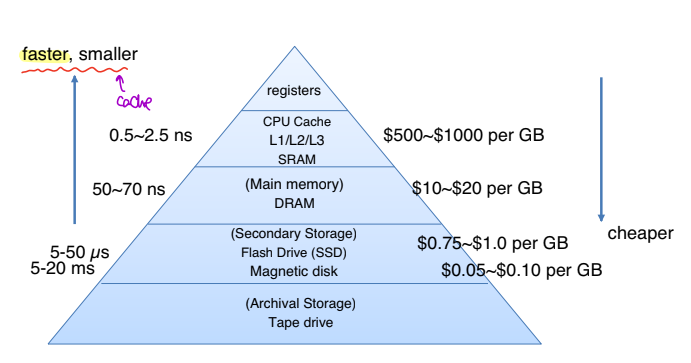 faster, smaller
cache
registers
CPU Cache
L1/L2/L3
SRAM
0.5~2.5 ns
$500~$1000 per GB
(Main memory)
DRAM
50~70 ns
$10~$20 per GB
cheaper
(Secondary Storage)
Flash Drive (SSD)
Magnetic disk
5-50 µs
5-20 ms
$0.75~$1.0 per GB
$0.05~$0.10 per GB
(Archival Storage)
Tape drive